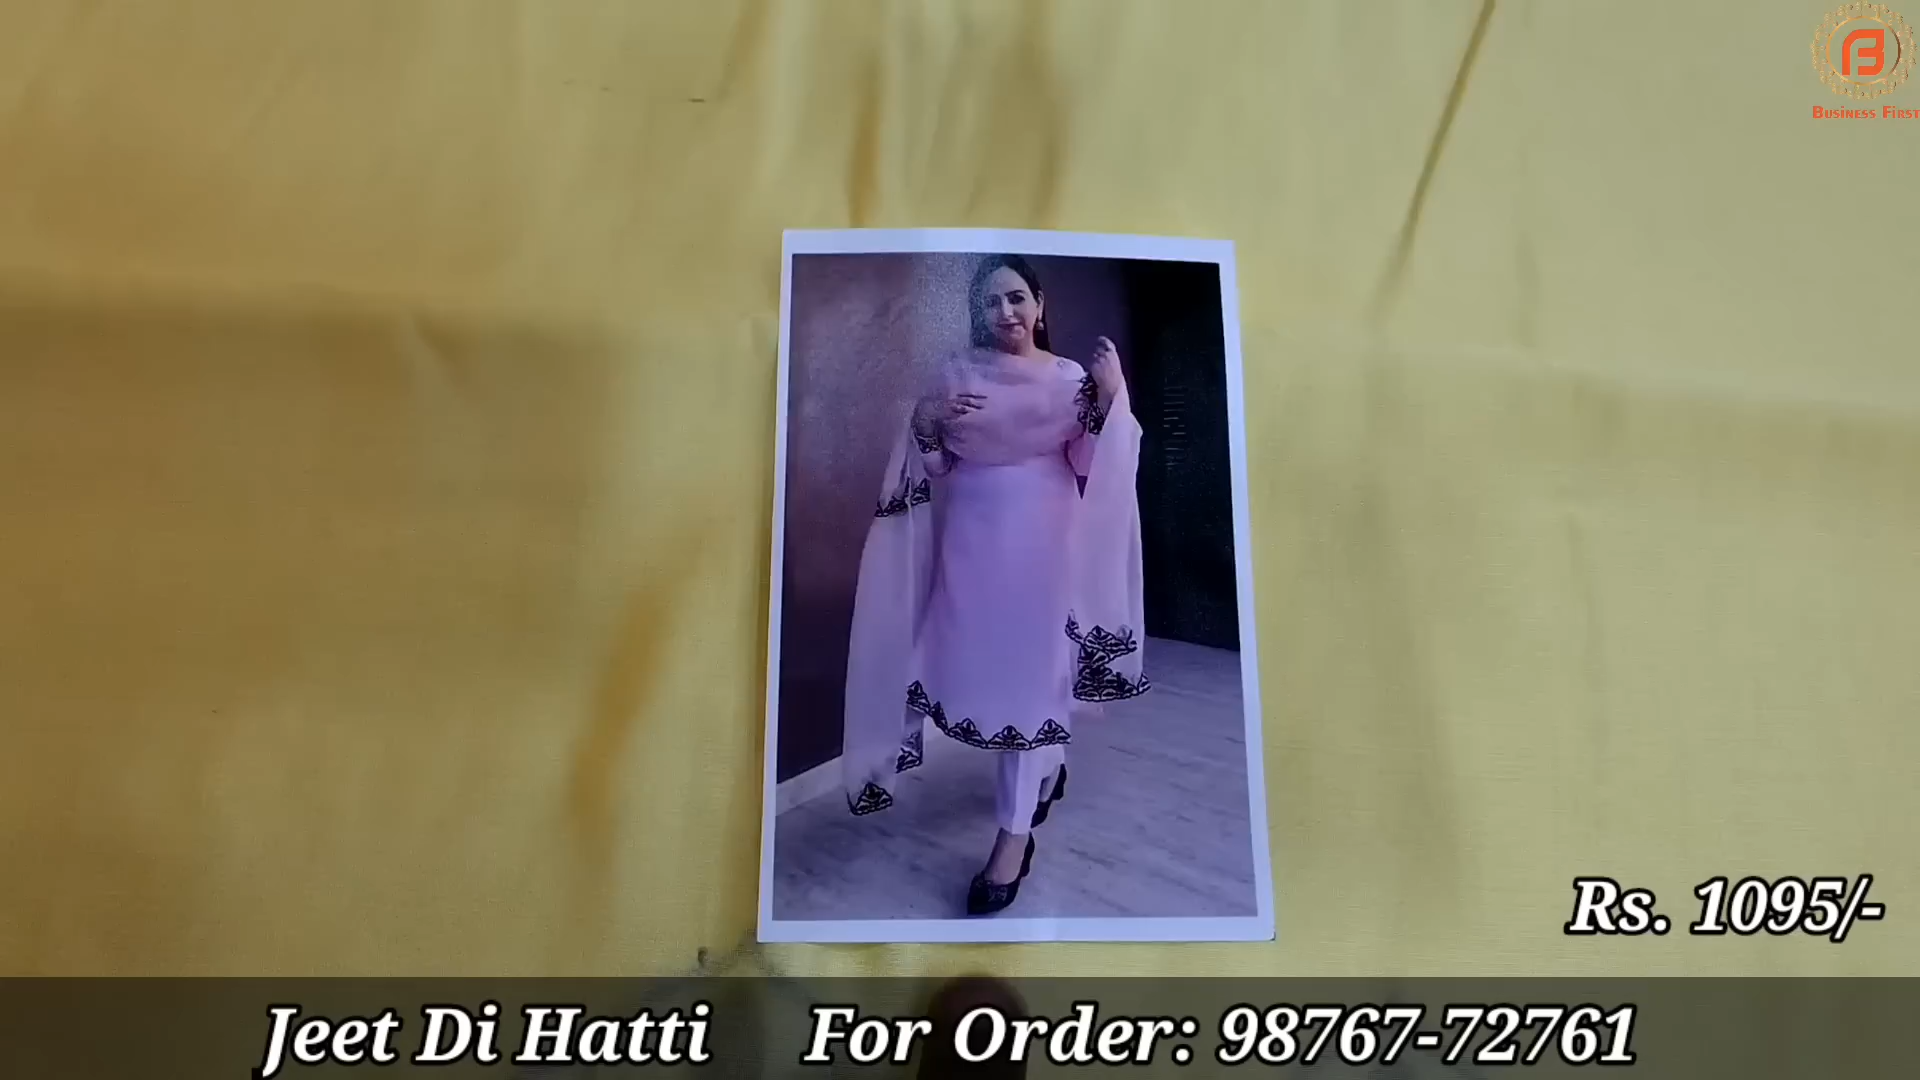 BUSINESS FIRST
Rs. 1095/-
Jeet Di Hatti For Order: 98767-72761